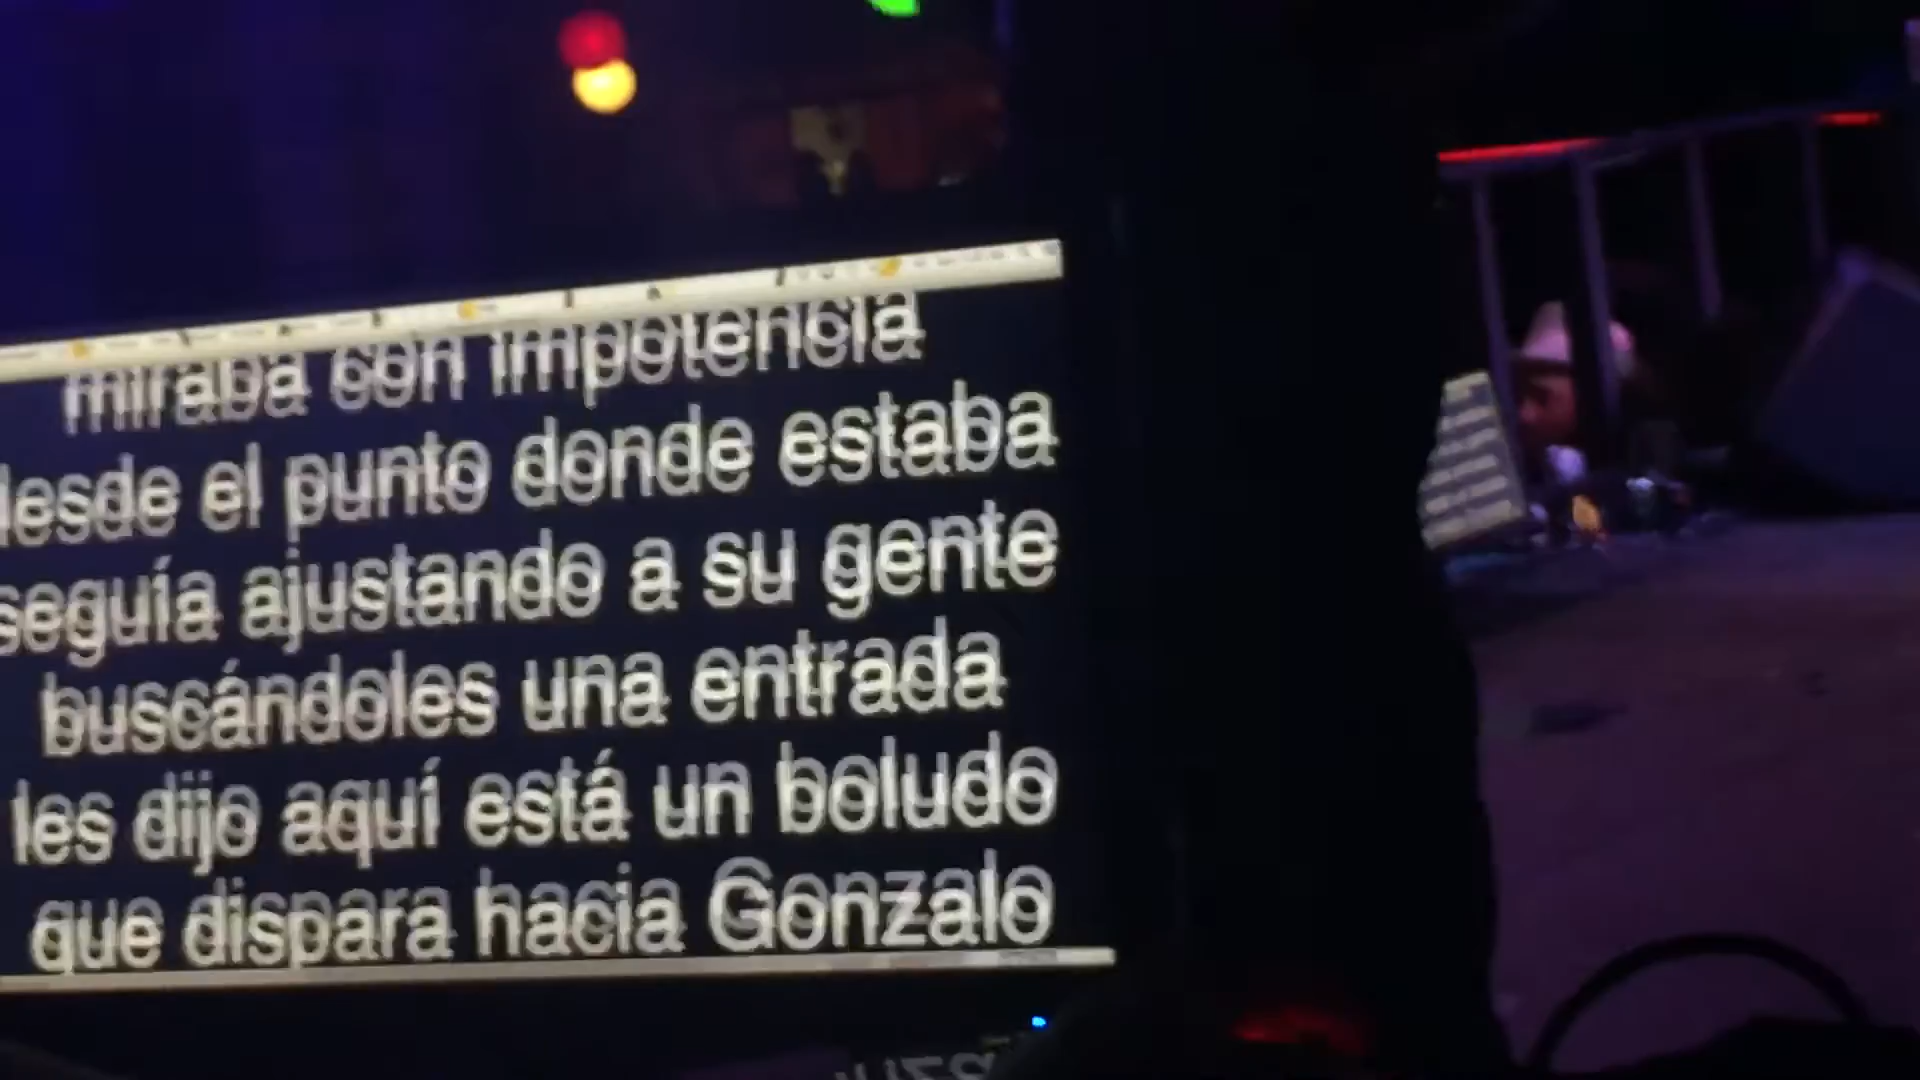 miraba con impotencia
desde el punto donde estaba
seguía ajustando a su gente
buscándoles una entrada
les dijo aquí está un boludo
que dispara hacia Gonzalo